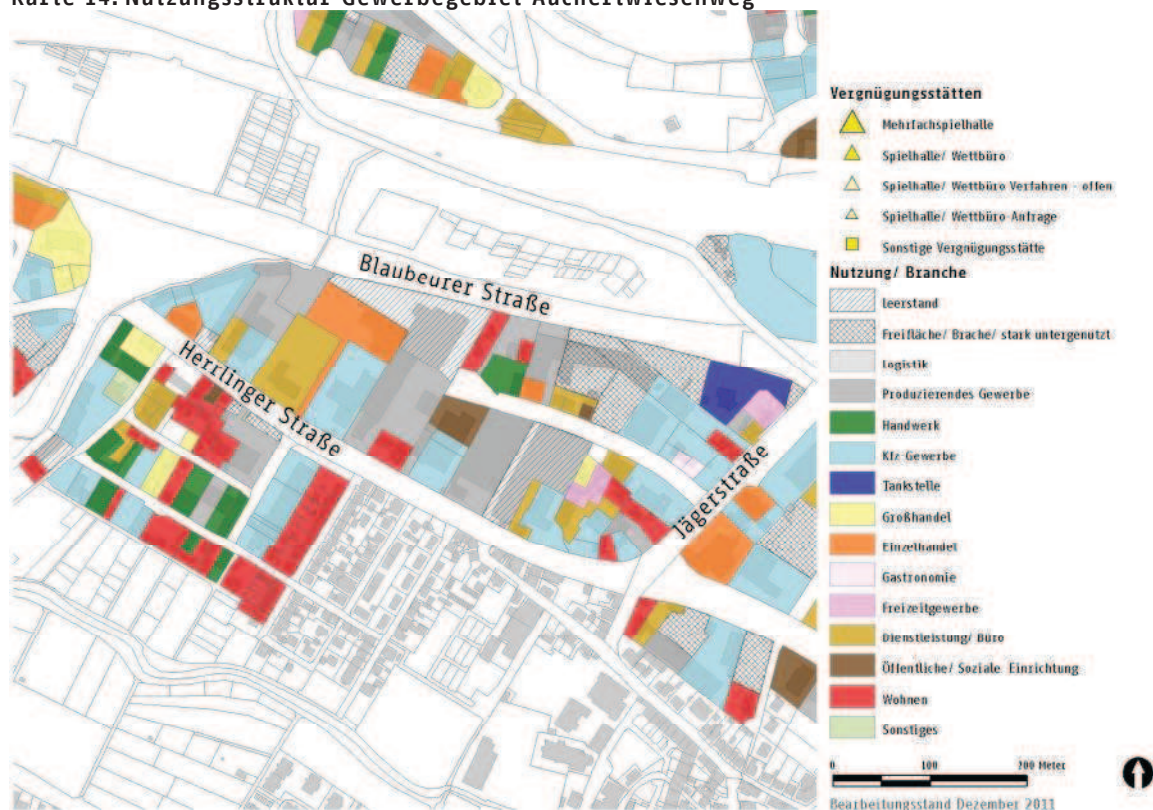 Karte 14: Nutzungsstruktur Gewerbegebiet Auchertwiesenweg
Blaubeurer Straße
Herrlinger Straße
Jägerstraße
Vergnügungsstätten
Mehrfachspielhalle
Spielhalle/ Wettbüro
Spielhalle/ Wettbüro Verfahren - offen
Spielhalle/ Wettbüro Anfrage
Sonstige Vergnügungsstätte
Nutzung/ Branche
Leerstand
Freifläche/ Brache/ stark untergenutzt
Logistik
Produzierendes Gewerbe
Handwerk
Kfz-Gewerbe
Tankstelle
Großhandel
Einzelhandel
Gastronomie
Freizeitgewerbe
Dienstleistung/ Büro
Öffentliche/ Soziale Einrichtung
Wohnen
Sonstiges
0 100 200 Meter
Bearbeitungsstand Dezember 2011